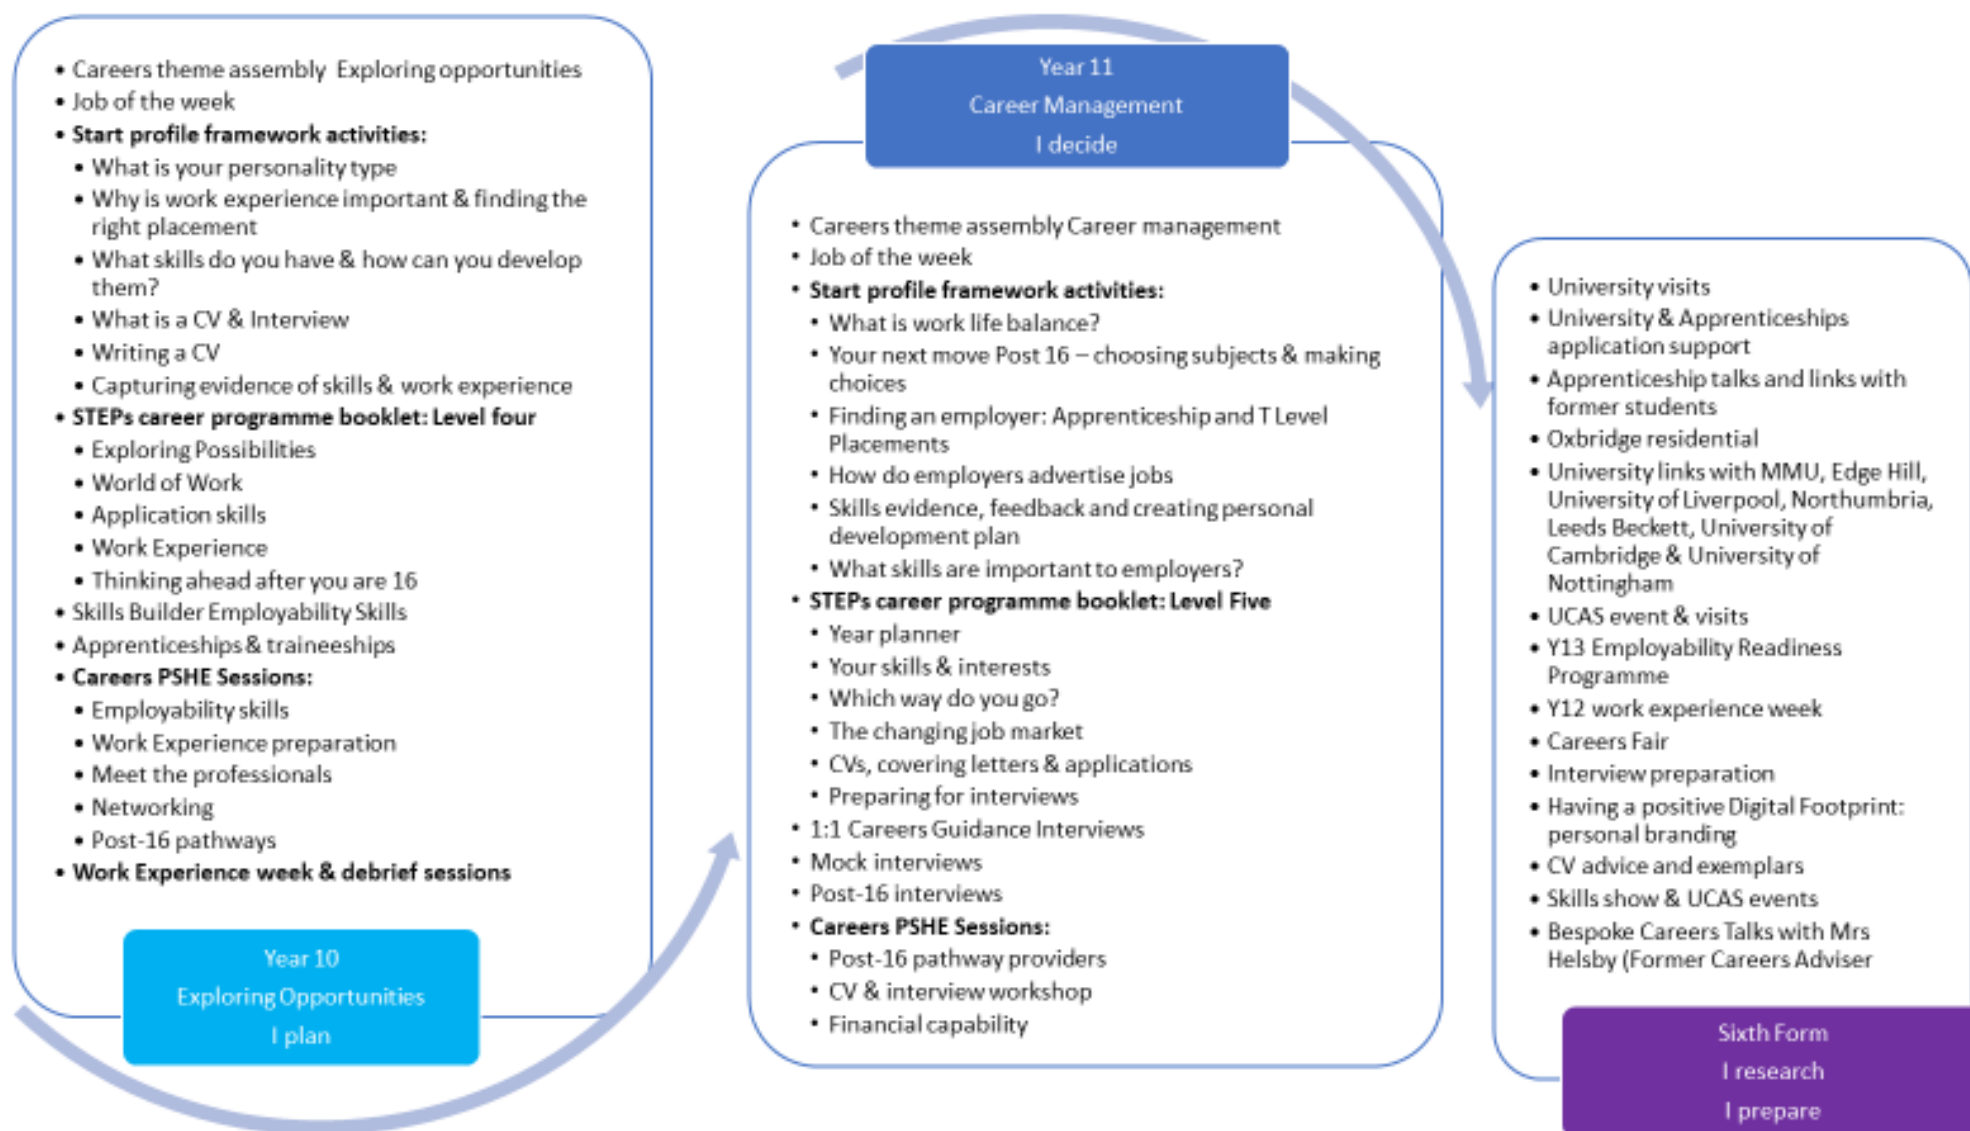 • Careers theme assembly Exploring opportunities
• Job of the week
• Start profile framework activities:
• What is your personality type
• Why is work experience important & finding the
right placement
• What skills do you have & how can you develop
them?
• What is a CV & Interview
• Writing a CV
• Capturing evidence of skills & work experience
• STEPs career programme booklet: Level four
• Exploring Possibilities
• World of Work
• Application skills
• Work Experience
• Thinking ahead after you are 16
• Skills Builder Employability Skills
• Apprenticeships & traineeships
• Careers PSHE Sessions:
• Employability skills
• Work Experience preparation
• Meet the professionals
• Networking
• Post-16 pathways
• Work Experience week & debrief sessions
Year 10
Exploring Opportunities
I plan
Year 11
Career Management
I decide
• Careers theme assembly Career management
• Job of the week
• Start profile framework activities:
• What is work life balance?
• Your next move Post 16 – choosing subjects & making
choices
• Finding an employer: Apprenticeship and T Level
Placements
• How do employers advertise jobs
• Skills evidence, feedback and creating personal
development plan
• What skills are important to employers?
• STEPs career programme booklet: Level Five
• Year planner
• Your skills & interests
• Which way do you go?
• The changing job market
• CVs, covering letters & applications
• Preparing for interviews
• 1:1 Careers Guidance Interviews
• Mock interviews
• Post-16 interviews
• Careers PSHE Sessions:
• Post-16 pathway providers
• CV & interview workshop
• Financial capability
• University visits
• University & Apprenticeships
application support
• Apprenticeship talks and links with
former students
• Oxbridge residential
• University links with MMU, Edge Hill,
University of Liverpool, Northumbria,
Leeds Beckett, University of
Cambridge & University of
Nottingham
• UCAS event & visits
• Y13 Employability Readiness
Programme
• Y12 work experience week
• Careers Fair
• Interview preparation
• Having a positive Digital Footprint:
personal branding
• CV advice and exemplars
• Skills show & UCAS events
• Bespoke Careers Talks with Mrs
Helsby (Former Careers Adviser
Sixth Form
I research
I prepare